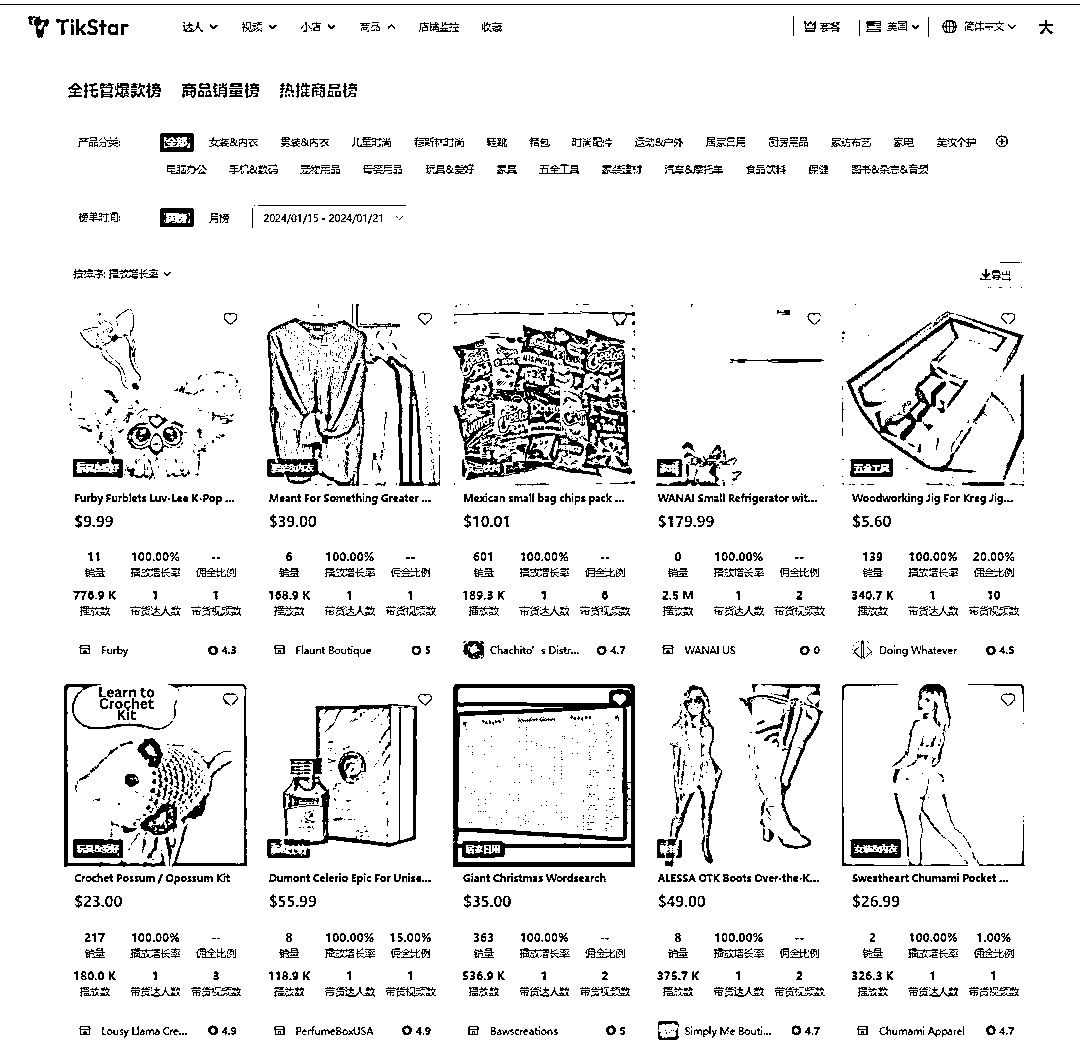 TikStar 达人 视频 小店 商品 店铺监控 收藏 套餐 美国 简体中文 大
全托管爆款榜 商品销量榜 热推商品榜
产品分类: 全部 女装&内衣 男装&内衣 儿童时尚 穆斯林时尚 鞋靴 箱包 时尚配件 运动&户外 居家日用 厨房用品 家纺布艺 家电 美妆个护
电脑办公 手机&数码 宠物用品 母婴用品 玩具&爱好 家具 五金工具 家装建材 汽车&摩托车 食品饮料 保健 图书&杂志&音频
榜单时间: 周榜 月榜 2024/01/15 - 2024/01/21
按排序: 播放增长率 导出
玩具&爱好 女装&内衣 食品饮料 家电 五金工具
Furby Furblets Luv-Lee K-Pop ... Meant For Something Greater ... Mexican small bag chips pack ... WANAI Small Refrigerator wit... Woodworking Jig For Kreg Jig...
$9.99 $39.00 $10.01 $179.99 $5.60
11 100.00% -- 6 100.00% -- 601 100.00% -- 0 100.00% -- 139 100.00% 20.00%
销量 播放增长率 佣金比例 销量 播放增长率 佣金比例 销量 播放增长率 佣金比例 销量 播放增长率 佣金比例 销量 播放增长率 佣金比例
776.9 K 1 1 168.9 K 1 1 189.3 K 1 6 2.5 M 1 2 340.7 K 1 10
播放数 带货达人数 带货视频数 播放数 带货达人数 带货视频数 播放数 带货达人数 带货视频数 播放数 带货达人数 带货视频数 播放数 带货达人数 带货视频数
Furby 4.3 Flaunt Boutique 5 Chachito's Distr... 4.7 WANAI US 0 Doing Whatever 4.5
Learn to
Crochet
Kit
玩具&爱好 居家日用 女装&内衣
Crochet Possum / Opossum Kit Dumont Celerio Epic For Unise... Giant Christmas Wordsearch ALESSA OTK Boots Over-the-K... Sweatheart Chumami Pocket ...
$23.00 $55.99 $35.00 $49.00 $26.99
217 100.00% -- 8 100.00% 15.00% 363 100.00% -- 8 100.00% -- 2 100.00% 1.00%
销量 播放增长率 佣金比例 销量 播放增长率 佣金比例 销量 播放增长率 佣金比例 销量 播放增长率 佣金比例 销量 播放增长率 佣金比例
180.0 K 1 3 118.9 K 1 1 536.9 K 1 2 375.7 K 1 2 326.3 K 1 1
播放数 带货达人数 带货视频数 播放数 带货达人数 带货视频数 播放数 带货达人数 带货视频数 播放数 带货达人数 带货视频数 播放数 带货达人数 带货视频数
Lousy Llama Cre... 4.9 PerfumeBoxUSA 4.9 Bawscreations 5 Simply Me Bouti... 4.7 Chumami Apparel 4.7